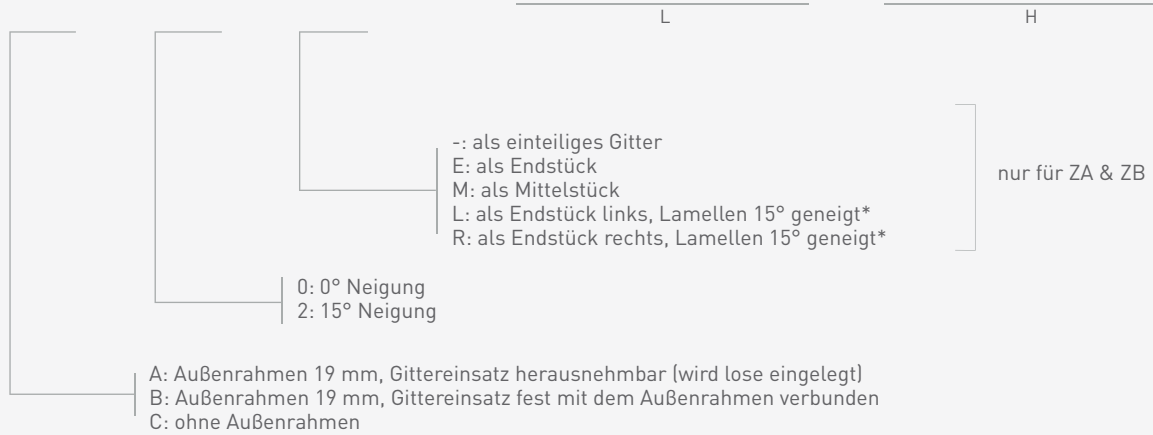 L
H
-: als einteiliges Gitter
E: als Endstück
M: als Mittelstück
L: als Endstück links, Lamellen 15° geneigt*
R: als Endstück rechts, Lamellen 15° geneigt*
nur für ZA & ZB
0: 0° Neigung
2: 15° Neigung
A: Außenrahmen 19 mm, Gittereinsatz herausnehmbar (wird lose eingelegt)
B: Außenrahmen 19 mm, Gittereinsatz fest mit dem Außenrahmen verbunden
C: ohne Außenrahmen